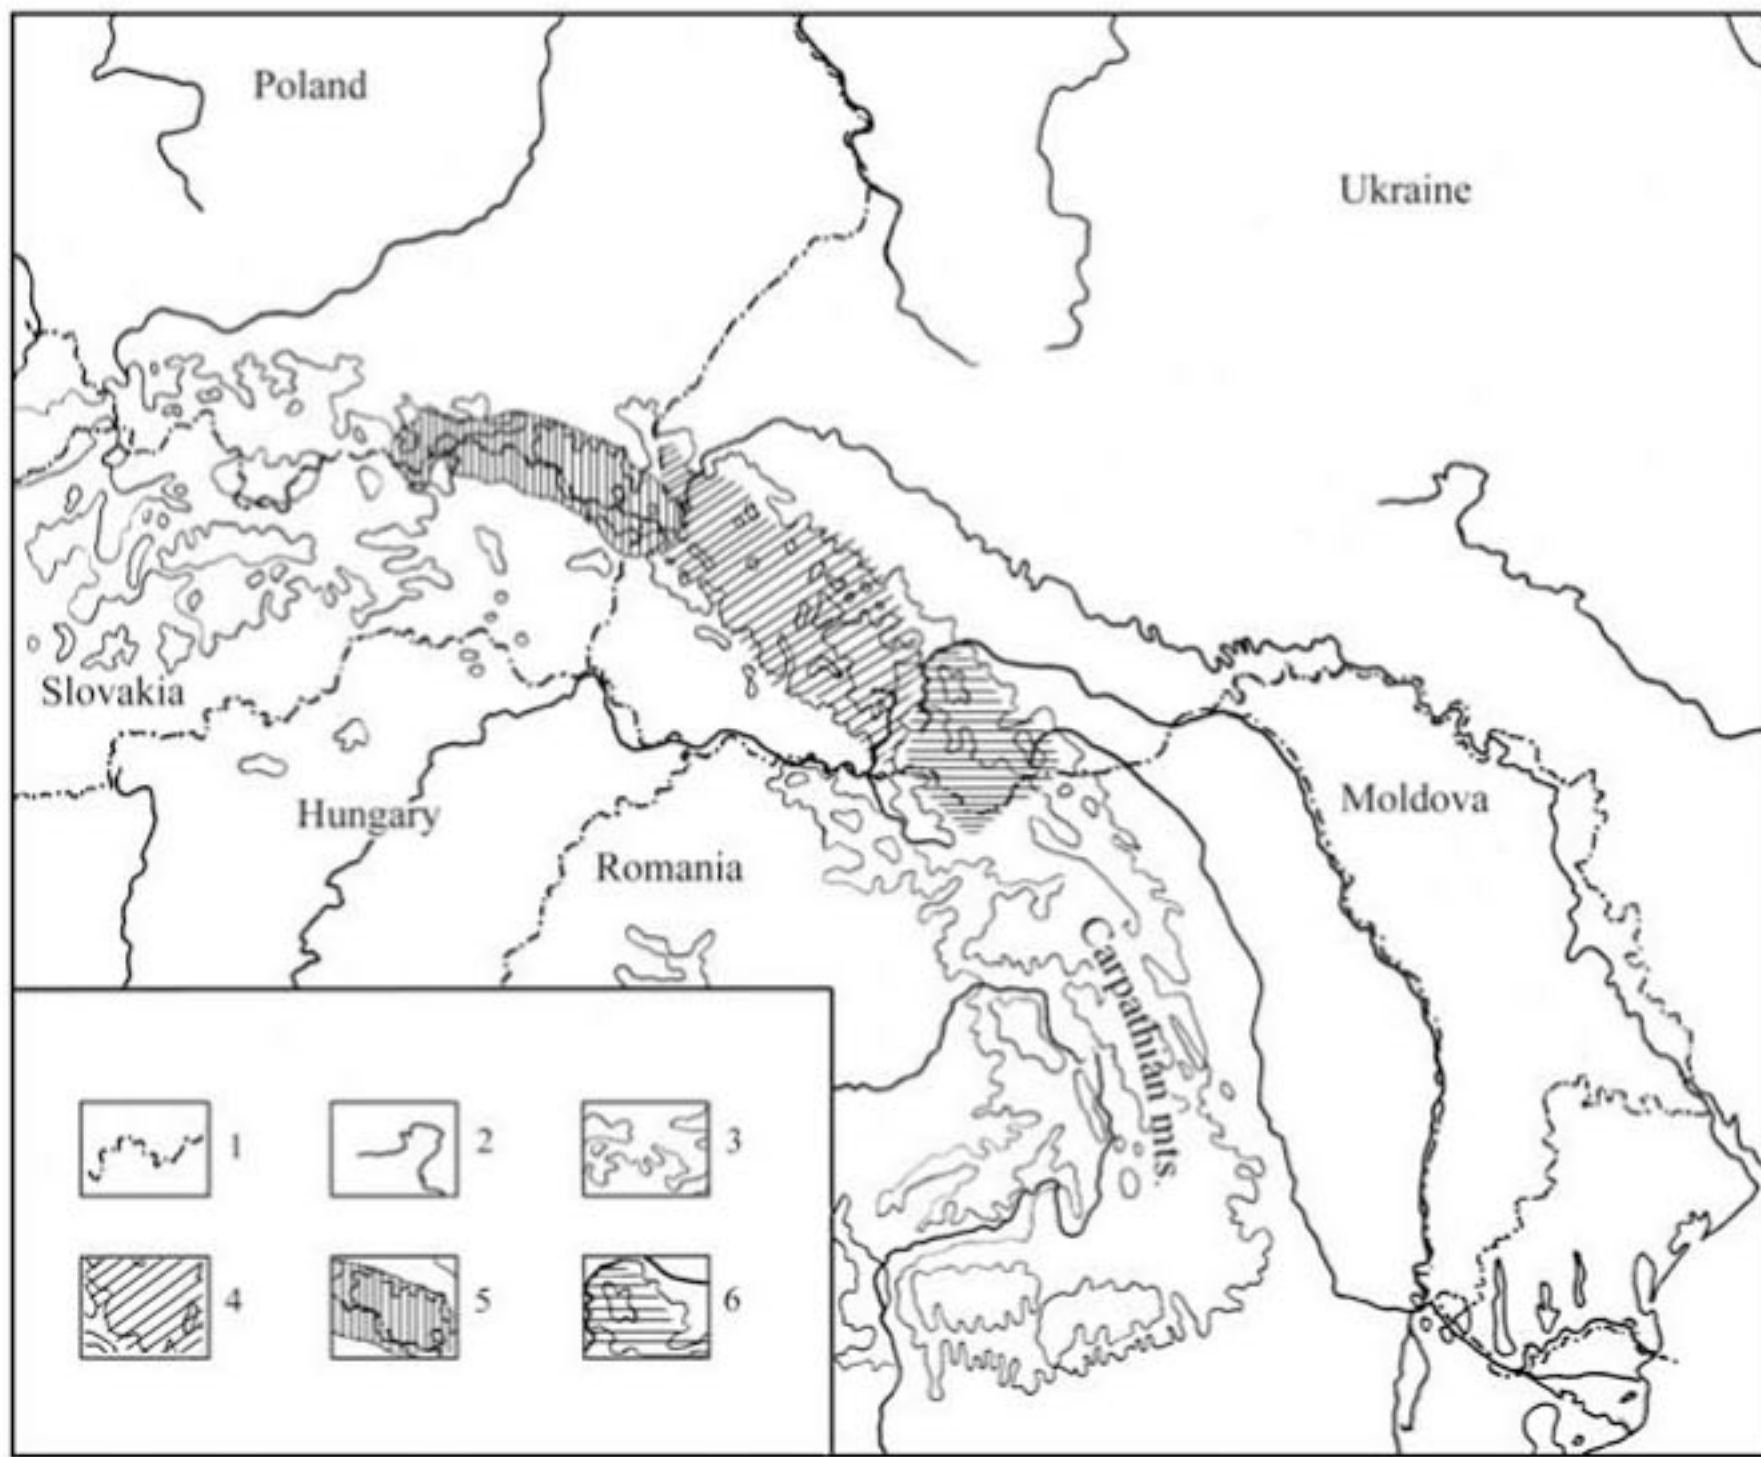 Poland
Ukraine
Slovakia
Hungary
Romania
Moldova
Carpathian mts.
1
2
3
4
5
6